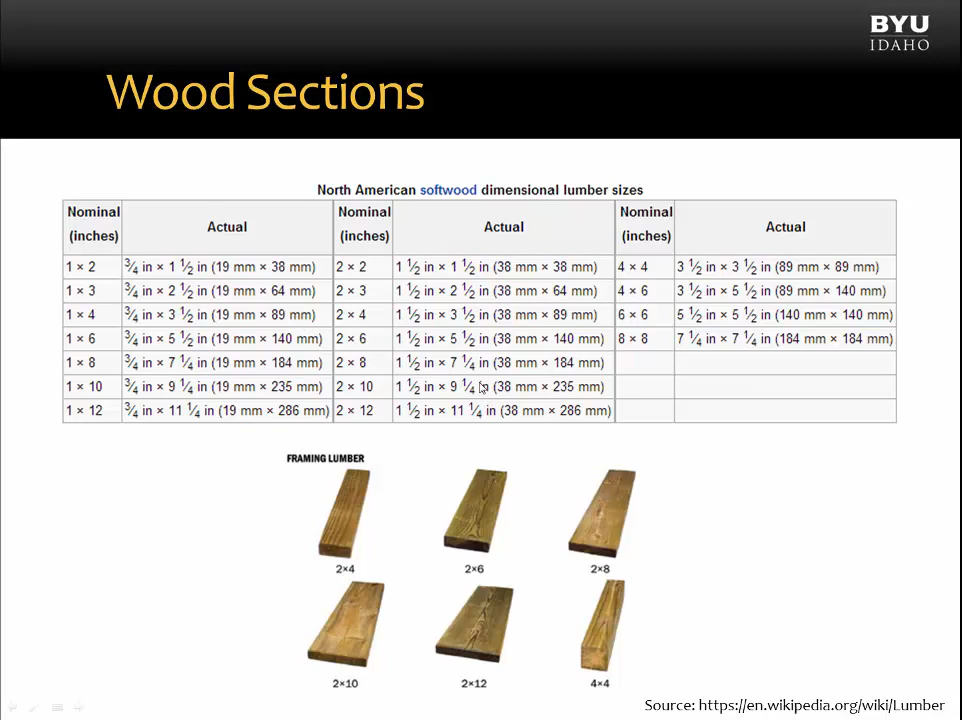 BYU
IDAHO
Wood Sections
North American softwood dimensional lumber sizes
Nominal (inches) Actual Nominal (inches) Actual Nominal (inches) Actual
1 × 2 3⁄4 in × 1 1⁄2 in (19 mm × 38 mm) 2 × 2 1 1⁄2 in × 1 1⁄2 in (38 mm × 38 mm) 4 × 4 3 1⁄2 in × 3 1⁄2 in (89 mm × 89 mm)
1 × 3 3⁄4 in × 2 1⁄2 in (19 mm × 64 mm) 2 × 3 1 1⁄2 in × 2 1⁄2 in (38 mm × 64 mm) 4 × 6 3 1⁄2 in × 5 1⁄2 in (89 mm × 140 mm)
1 × 4 3⁄4 in × 3 1⁄2 in (19 mm × 89 mm) 2 × 4 1 1⁄2 in × 3 1⁄2 in (38 mm × 89 mm) 6 × 6 5 1⁄2 in × 5 1⁄2 in (140 mm × 140 mm)
1 × 6 3⁄4 in × 5 1⁄2 in (19 mm × 140 mm) 2 × 6 1 1⁄2 in × 5 1⁄2 in (38 mm × 140 mm) 8 × 8 7 1⁄4 in × 7 1⁄4 in (184 mm × 184 mm)
1 × 8 3⁄4 in × 7 1⁄4 in (19 mm × 184 mm) 2 × 8 1 1⁄2 in × 7 1⁄4 in (38 mm × 184 mm)
1 × 10 3⁄4 in × 9 1⁄4 in (19 mm × 235 mm) 2 × 10 1 1⁄2 in × 9 1⁄4 in (38 mm × 235 mm)
1 × 12 3⁄4 in × 11 1⁄4 in (19 mm × 286 mm) 2 × 12 1 1⁄2 in × 11 1⁄4 in (38 mm × 286 mm)
FRAMING LUMBER
2×4 2×6 2×8
2×10 2×12 4×4
Source: https://en.wikipedia.org/wiki/Lumber